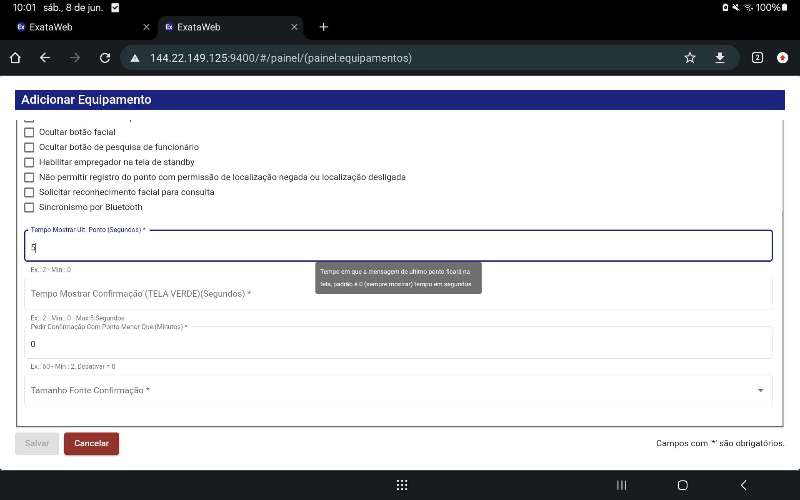 10:01 sáb., 8 de jun.
100%
ExataWeb
ExataWeb
144.22.149.125:9400/#/painel/(painel:equipamentos)
2
Adicionar Equipamento
Ocultar botão facial
Ocultar botão de pesquisa de funcionário
Habilitar empregador na tela de standby
Não permitir registro do ponto com permissão de localização negada ou localização desligada
Solicitar reconhecimento facial para consulta
Sincronismo por Bluetooth
Tempo Mostrar Ult. Ponto (Segundos) *
5
Ex.: 2 - Min.: 0
Tempo em que a mensagem de ultimo ponto ficará na
tela, padrão é 0 (sempre mostrar) tempo em segundos
Tempo Mostrar Confirmação (TELA VERDE)(Segundos) *
Ex.: 2 - Min.: 0 - Max 5 Segundos
Pedir Confirmação Com Ponto Menor Que (Minutos) *
0
Ex.: 60 - Min.: 2, Desativar = 0
Tamanho Fonte Confirmação *
Salvar
Cancelar
Campos com '*' são obrigatórios.